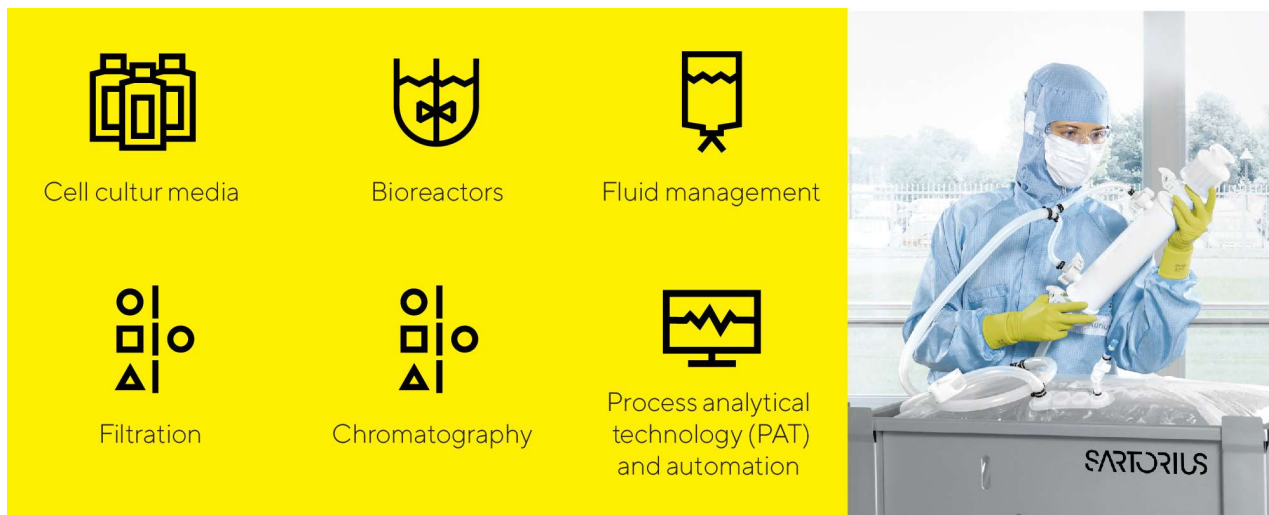 Cell cultur media
Bioreactors
Fluid management
Filtration
Chromatography
Process analytical
technology (PAT)
and automation
SARTORIUS